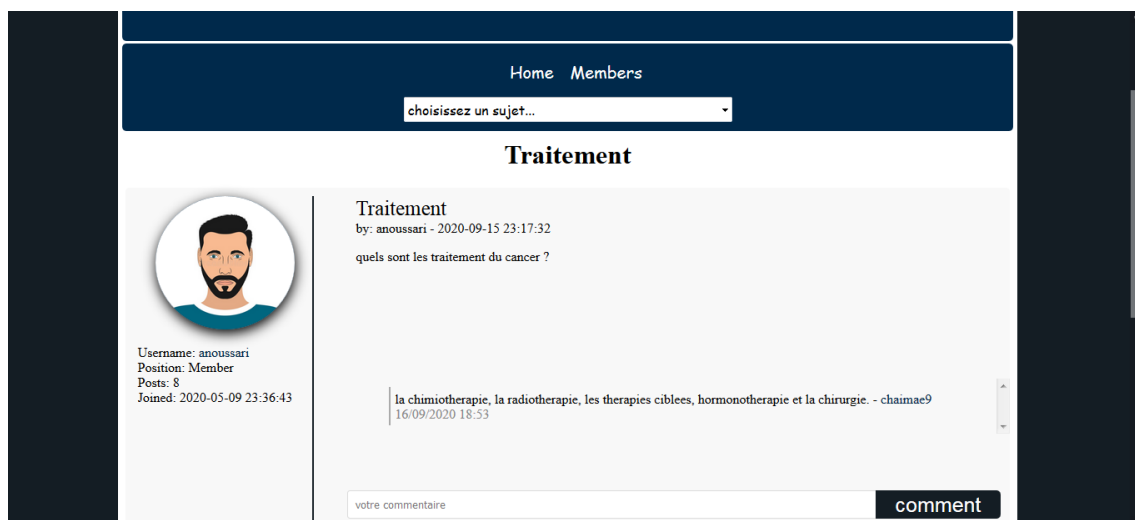 Home Members
choisissez un sujet...
Traitement
Traitement
by: anoussari - 2020-09-15 23:17:32
quels sont les traitement du cancer ?
Username: anoussari
Position: Member
Posts: 8
Joined: 2020-05-09 23:36:43
la chimiotherapie, la radiotherapie, les therapies ciblees, hormonotherapie et la chirurgie. - chaimae9
16/09/2020 18:53
votre commentaire
comment